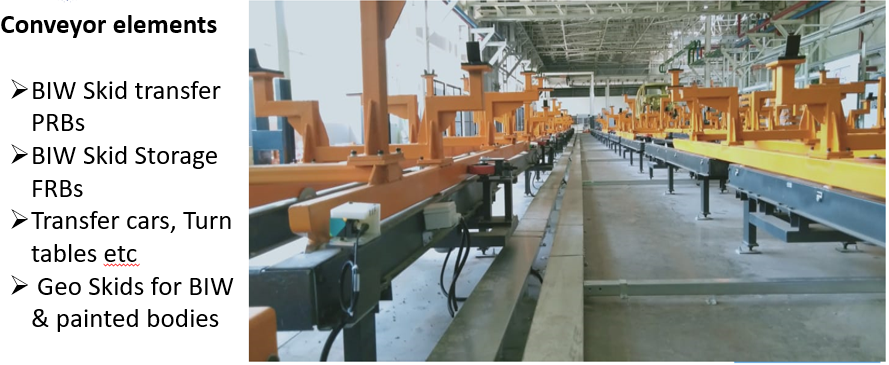 Conveyor elements
➢BIW Skid transfer
PRBs
➢BIW Skid Storage
FRBs
➢Transfer cars, Turn
tables etc
➢ Geo Skids for BIW
& painted bodies